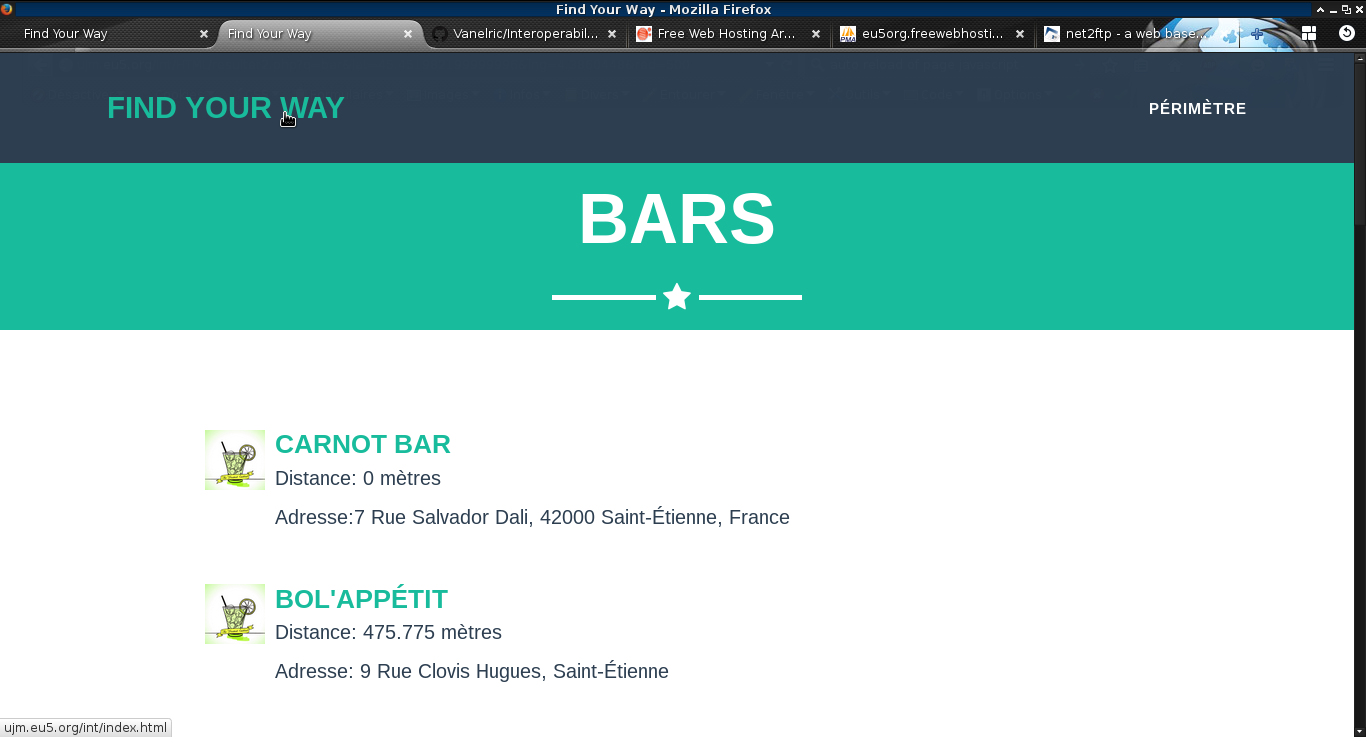 Find Your Way - Mozilla Firefox
Find Your Way
Find Your Way
Vanelric/Interoperabil...
Free Web Hosting Ar...
eu5org.freewebhosti...
net2ftp - a web base...
FIND YOUR WAY
PÉRIMÈTRE
BARS
CARNOT BAR
Distance: 0 mètres
Adresse:7 Rue Salvador Dali, 42000 Saint-Étienne, France
BOL'APPÉTIT
Distance: 475.775 mètres
Adresse: 9 Rue Clovis Hugues, Saint-Étienne
ujm.eu5.org/int/index.html